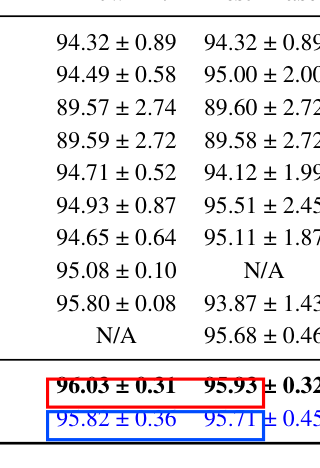 94.32 ± 0.89 94.32 ± 0.89
94.49 ± 0.58 95.00 ± 2.00
89.57 ± 2.74 89.60 ± 2.72
89.59 ± 2.72 89.58 ± 2.72
94.71 ± 0.52 94.12 ± 1.99
94.93 ± 0.87 95.51 ± 2.45
94.65 ± 0.64 95.11 ± 1.87
95.08 ± 0.10 N/A
95.80 ± 0.08 93.87 ± 1.43
N/A 95.68 ± 0.46
96.03 ± 0.31 95.93 ± 0.32
95.82 ± 0.36 95.71 ± 0.45